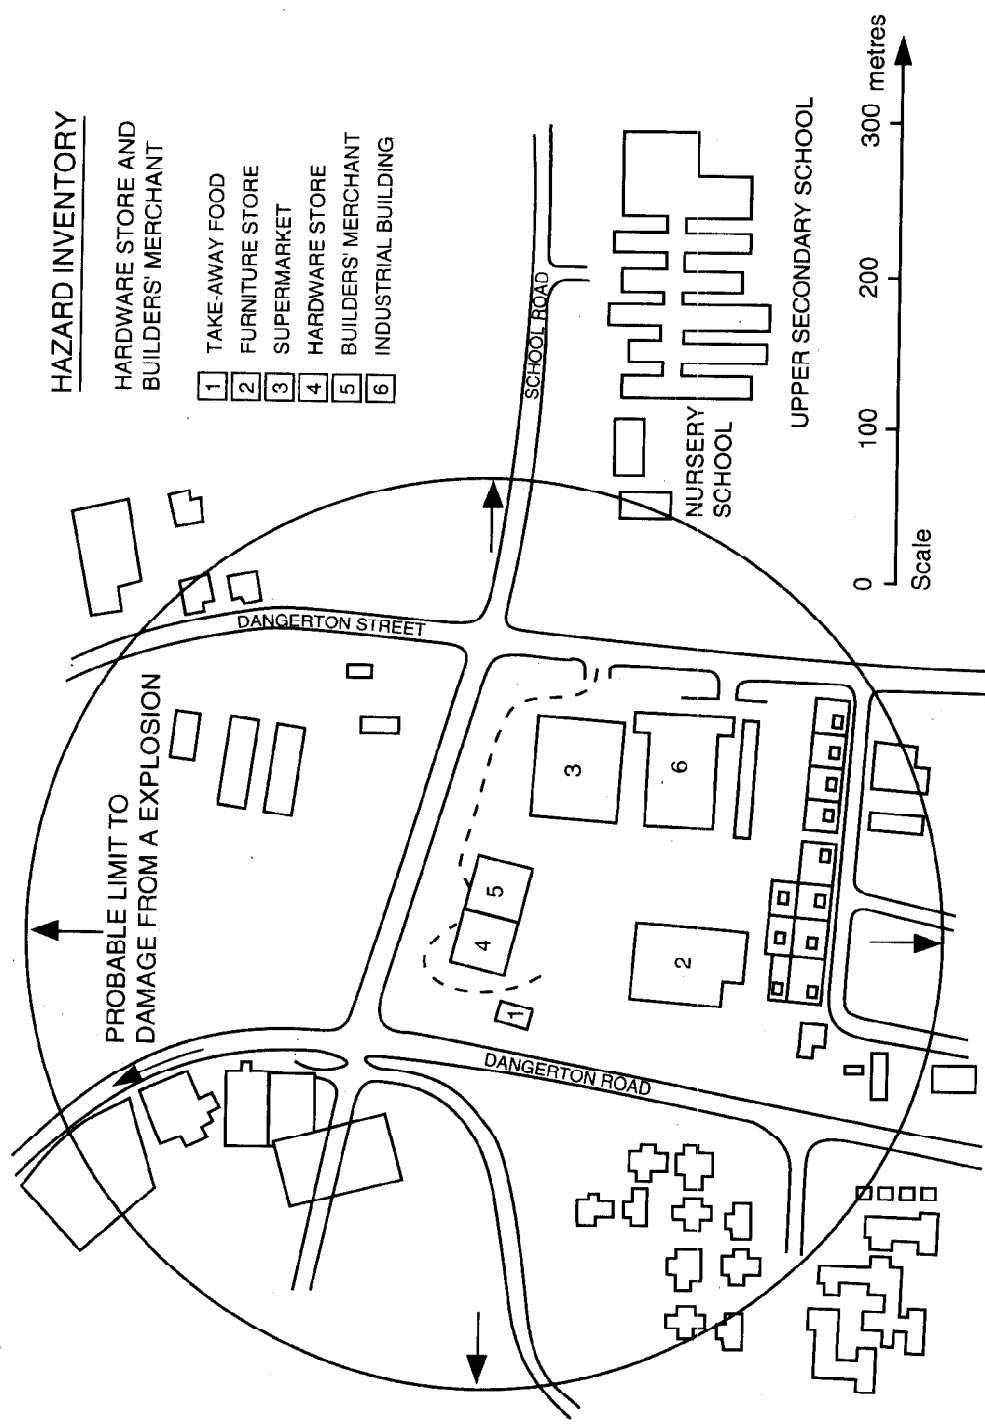 HAZARD INVENTORY
HARDWARE STORE AND
BUILDERS' MERCHANT
1 TAKE-AWAY FOOD
2 FURNITURE STORE
3 SUPERMARKET
4 HARDWARE STORE
5 BUILDERS' MERCHANT
6 INDUSTRIAL BUILDING
PROBABLE LIMIT TO
DAMAGE FROM A EXPLOSION
DANGERTON STREET
SCHOOL ROAD
DANGERTON ROAD
1
4
5
3
2
6
NURSERY
SCHOOL
UPPER SECONDARY SCHOOL
0
100
200
300 metres
Scale